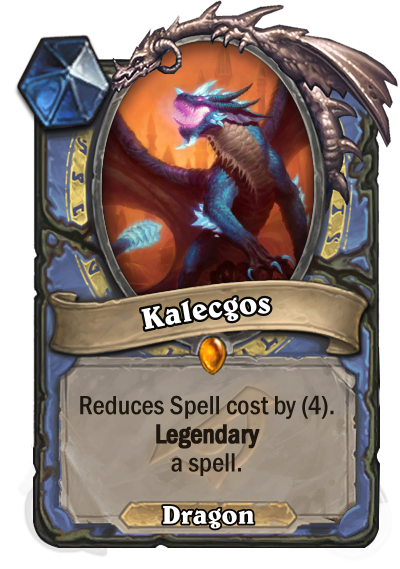 Kalecgos
Reduces Spell cost by (4).
Legendary
a spell.
Dragon